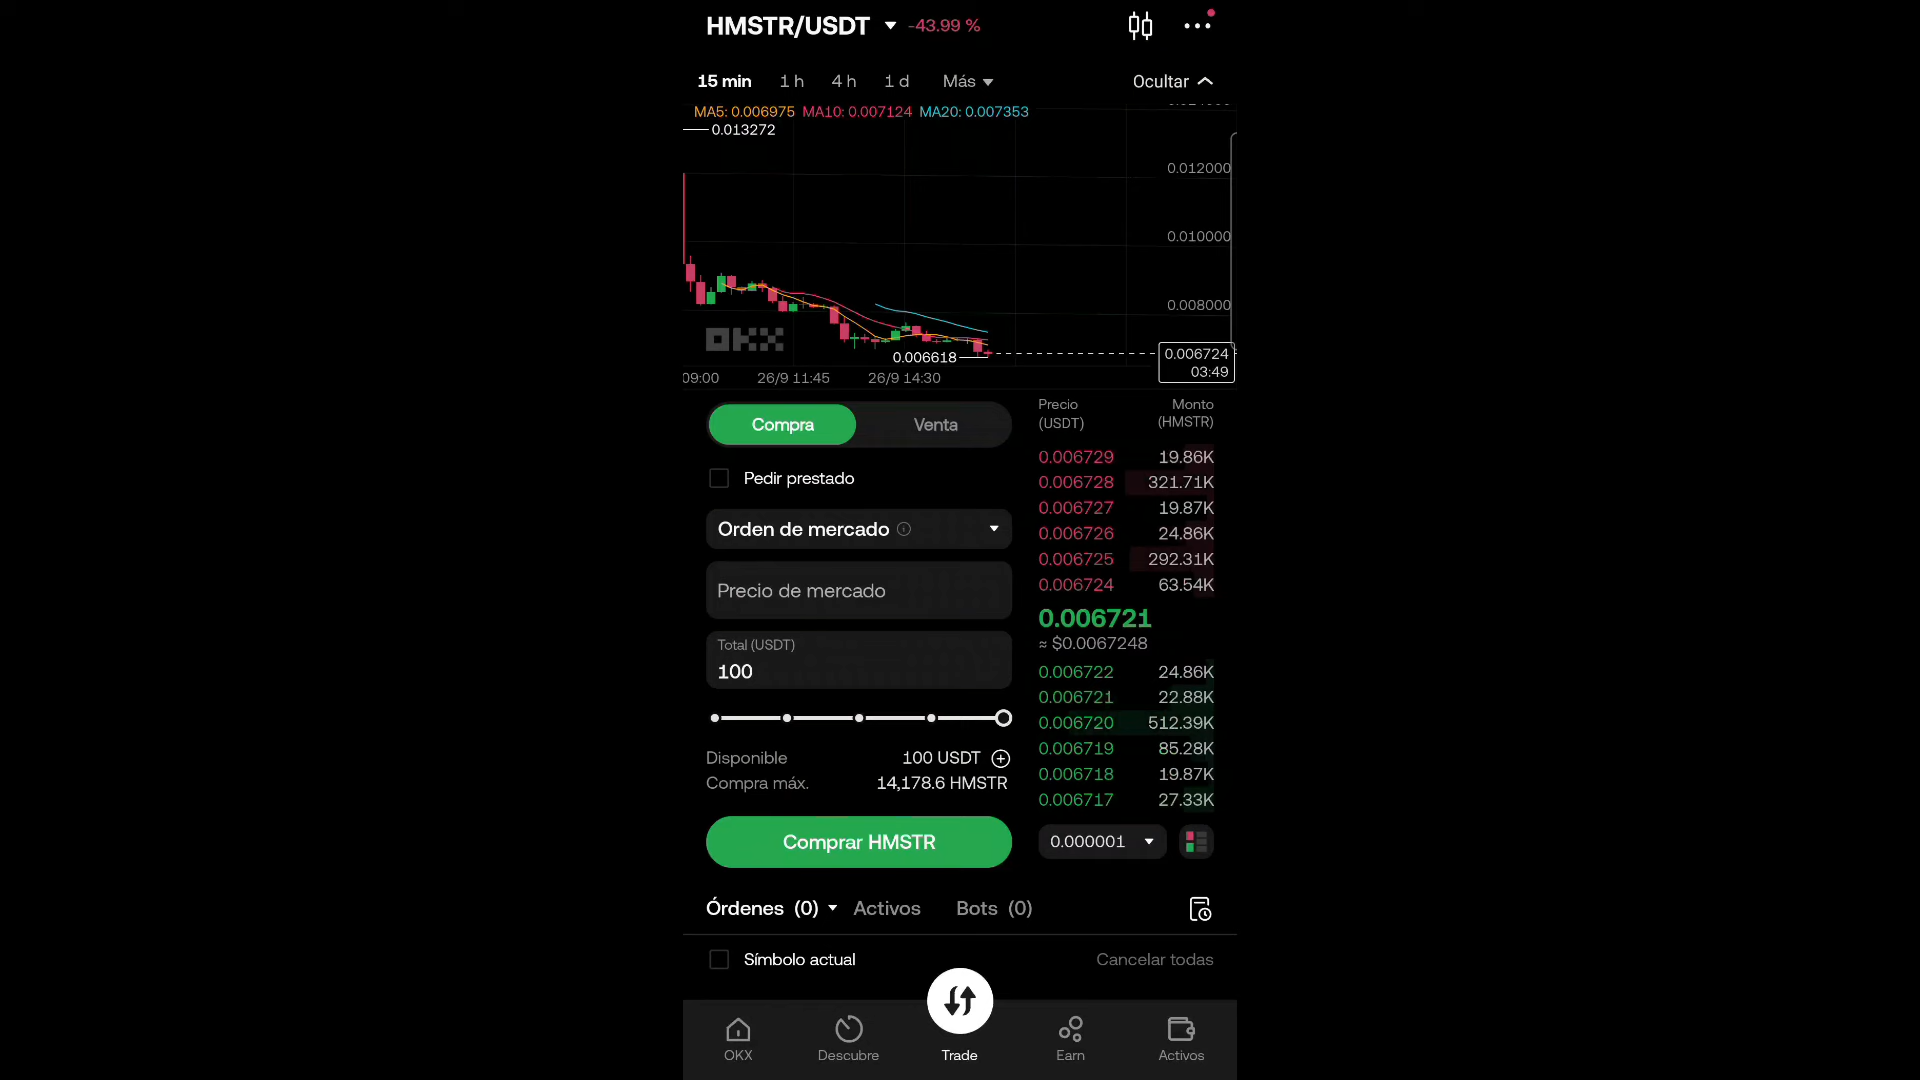 HMSTR/USDT -43.99 %
15 min 1 h 4 h 1 d Más Ocultar
MA5: 0.006975 MA10: 0.007124 MA20: 0.007353
0.013272
0.012000
0.010000
0.008000
OKX
0.006618
0.006724
03:49
09:00 26/9 11:45 26/9 14:30
Compra Venta
Pedir prestado
Orden de mercado
Precio de mercado
Total (USDT)
100
Disponible 100 USDT
Compra máx. 14,178.6 HMSTR
Comprar HMSTR
Precio Monto
(USDT) (HMSTR)
0.006729 19.86K
0.006728 321.71K
0.006727 19.87K
0.006726 24.86K
0.006725 292.31K
0.006724 63.54K
0.006721
≈ $0.0067248
0.006722 24.86K
0.006721 22.88K
0.006720 512.39K
0.006719 85.28K
0.006718 19.87K
0.006717 27.33K
0.000001
Órdenes (0) Activos Bots (0)
Símbolo actual Cancelar todas
OKX Descubre Trade Earn Activos